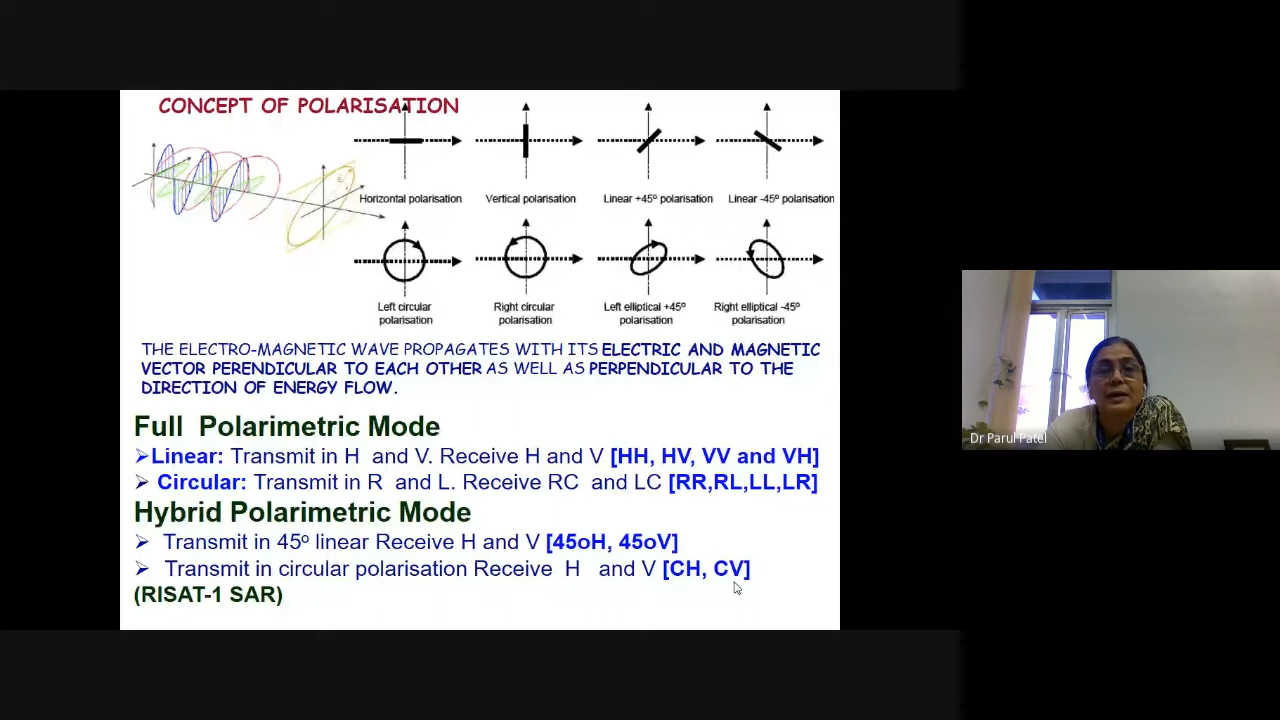 CONCEPT OF POLARISATION
Horizontal polarisation
Vertical polarisation
Linear +45º polarisation
Linear -45º polarisation
Left circular
polarisation
Right circular
polarisation
Left elliptical +45º
polarisation
Right elliptical -45º
polarisation
THE ELECTRO-MAGNETIC WAVE PROPAGATES WITH ITS ELECTRIC AND MAGNETIC
VECTOR PERENDICULAR TO EACH OTHER AS WELL AS PERPENDICULAR TO THE
DIRECTION OF ENERGY FLOW.
Full Polarimetric Mode
➢Linear: Transmit in H and V. Receive H and V [HH, HV, VV and VH]
➢ Circular: Transmit in R and L. Receive RC and LC [RR,RL,LL,LR]
Hybrid Polarimetric Mode
➢ Transmit in 45º linear Receive H and V [45oH, 45oV]
➢ Transmit in circular polarisation Receive H and V [CH, CV]
(RISAT-1 SAR)
Dr Parul Patel